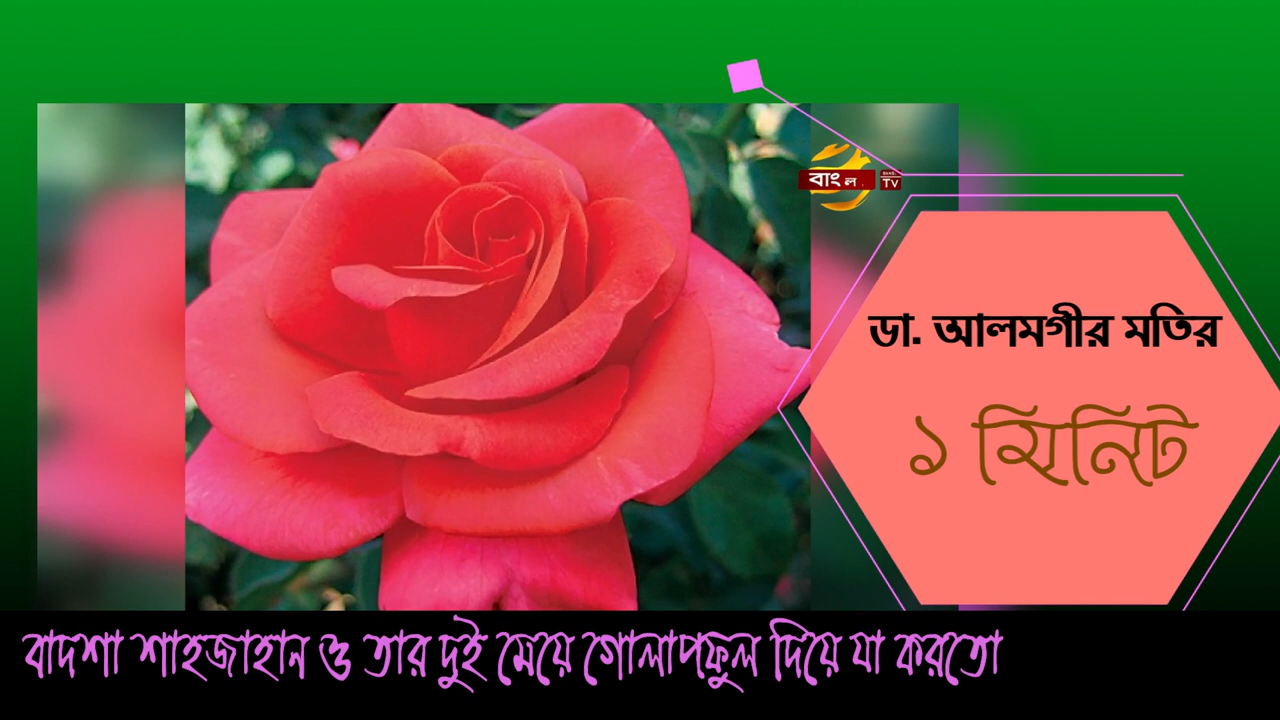 বাংল
TV
ডা. আলমগীর মতির
১ মিনিট
বাদশা শাহজাহান ও তার দুই মেয়ে গোলাপফুল দিয়ে যা করতো